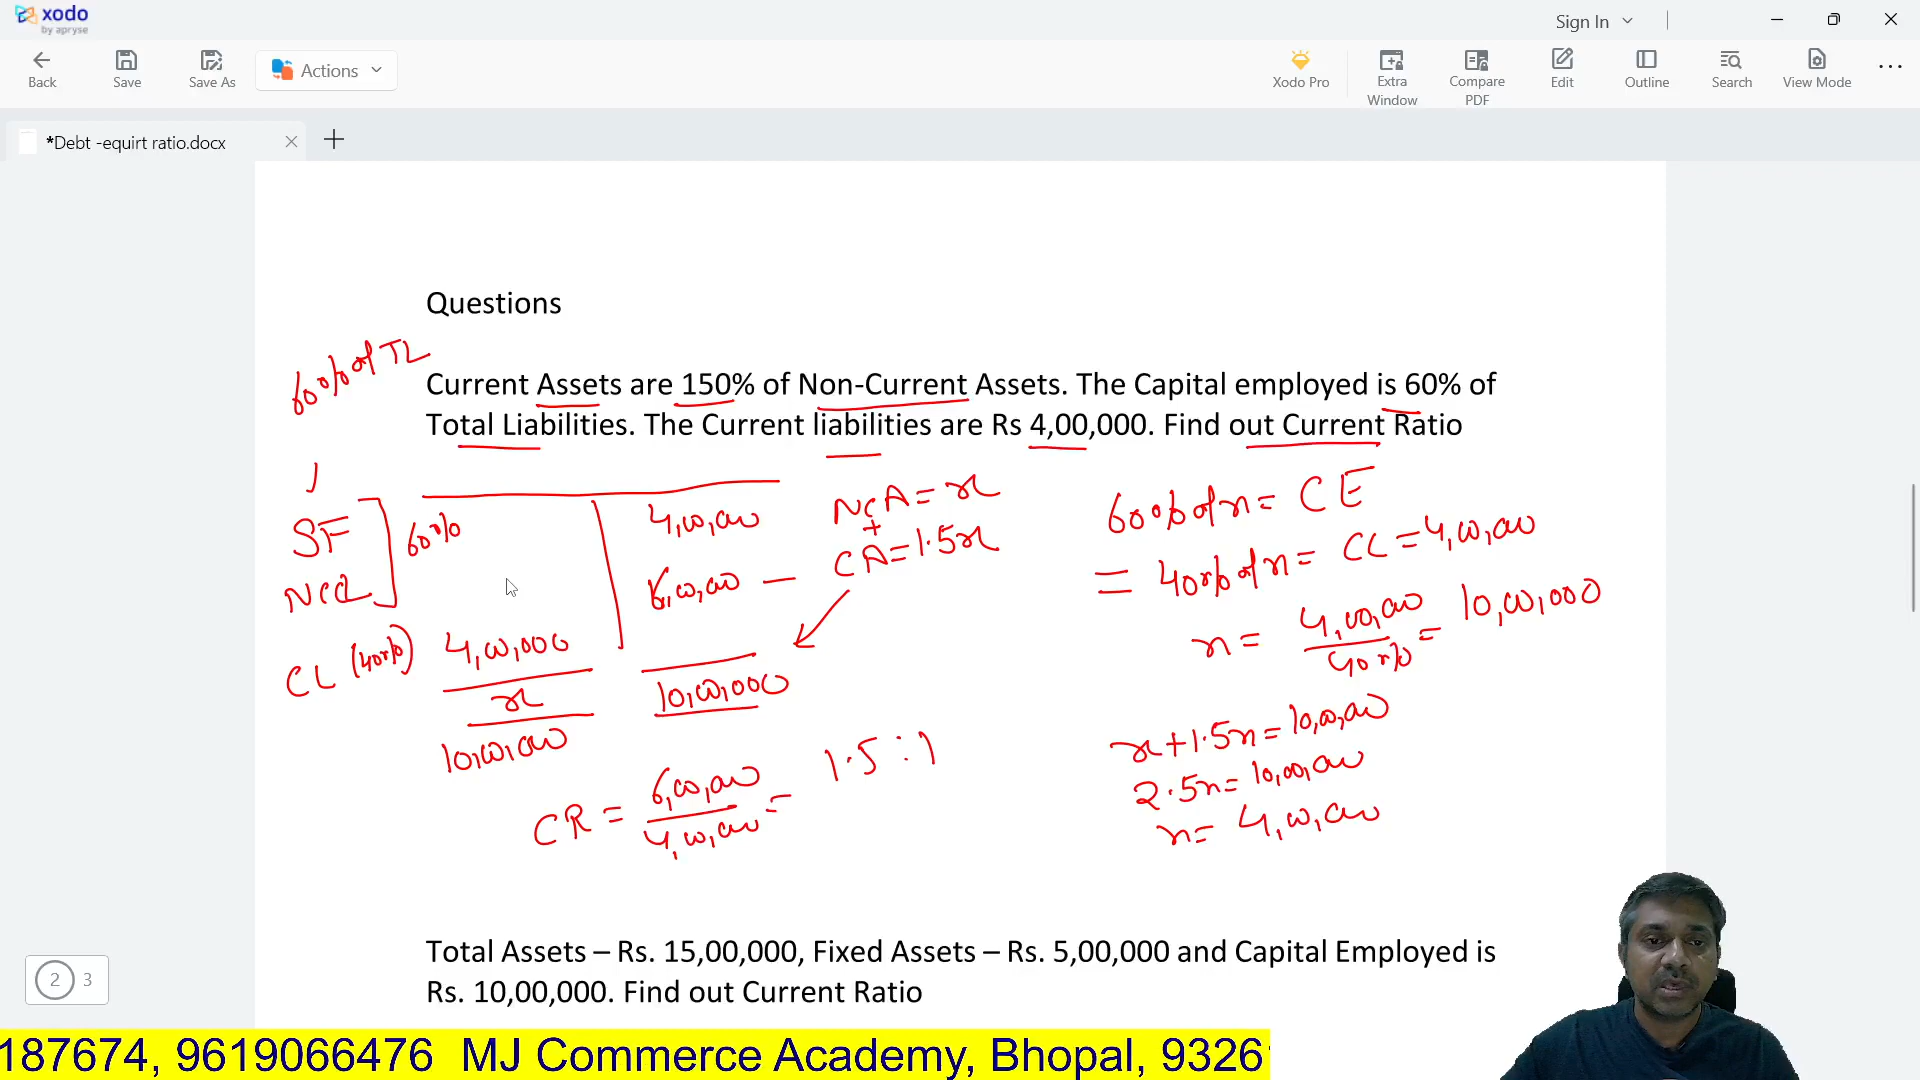 xodo
by apryse
Sign In
Back
Save
Save As
Actions
Xodo Pro
Extra Window
Compare PDF
Edit
Outline
Search
View Mode
*Debt -equirt ratio.docx
Questions
60% of TL
Current Assets are 150% of Non-Current Assets. The Capital employed is 60% of
Total Liabilities. The Current liabilities are Rs 4,00,000. Find out Current Ratio
SF
NCL
60%
CL (40%)
4,00,000
x
10,00,000
4,00,000
6,00,000
10,00,000
NCA = x
+
CA = 1.5x
60% of x = CE
= 40% of x = CL = 4,00,000
x = 4,00,000 / 40% = 10,00,000
x + 1.5x = 10,00,000
2.5x = 10,00,000
x = 4,00,000
CR = 6,00,000 / 4,00,000 = 1.5 : 1
Total Assets – Rs. 15,00,000, Fixed Assets – Rs. 5,00,000 and Capital Employed is
Rs. 10,00,000. Find out Current Ratio
2 3
187674, 9619066476 MJ Commerce Academy, Bhopal, 9326